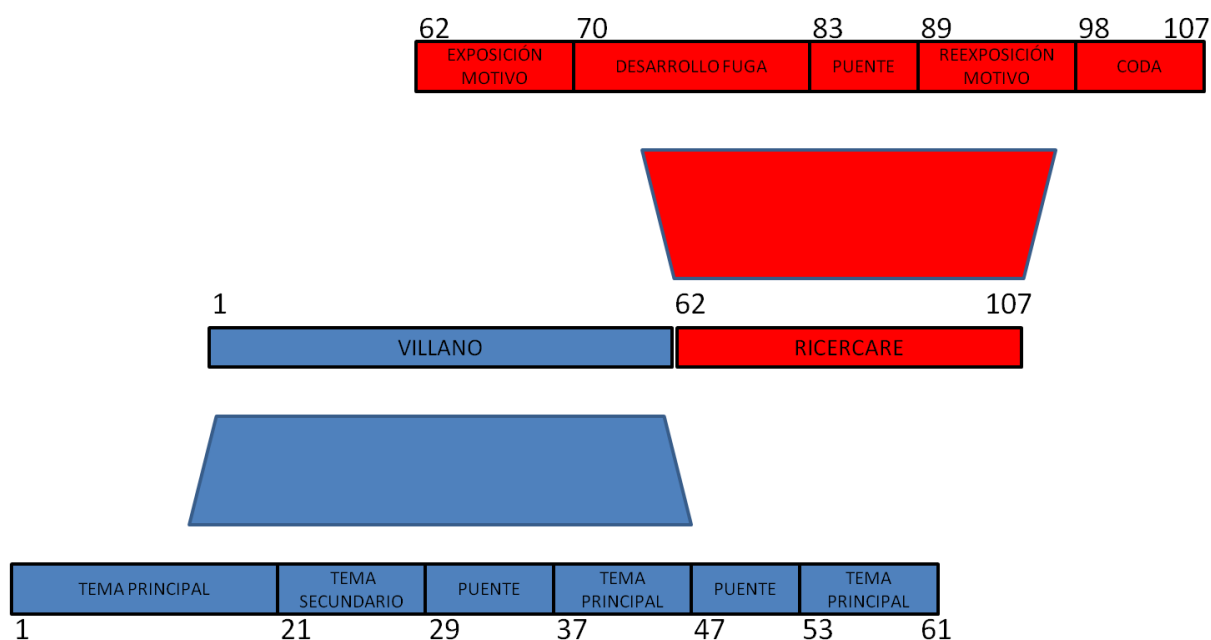 62 70 83 89 98 107
EXPOSICIÓN
MOTIVO
DESARROLLO FUGA
PUENTE
REEXPOSICIÓN
MOTIVO
CODA
1 62 107
VILLANO
RICERCARE
TEMA PRINCIPAL
TEMA
SECUNDARIO
PUENTE
TEMA
PRINCIPAL
PUENTE
TEMA
PRINCIPAL
1 21 29 37 47 53 61